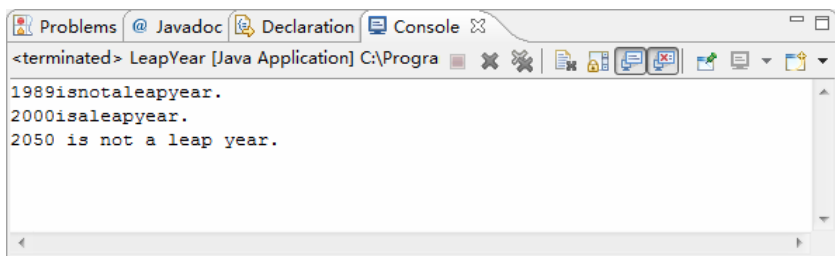 Problems @ Javadoc Declaration Console
<terminated> LeapYear [Java Application] C:\Progra
1989isnotaleapyear.
2000isaleapyear.
2050 is not a leap year.